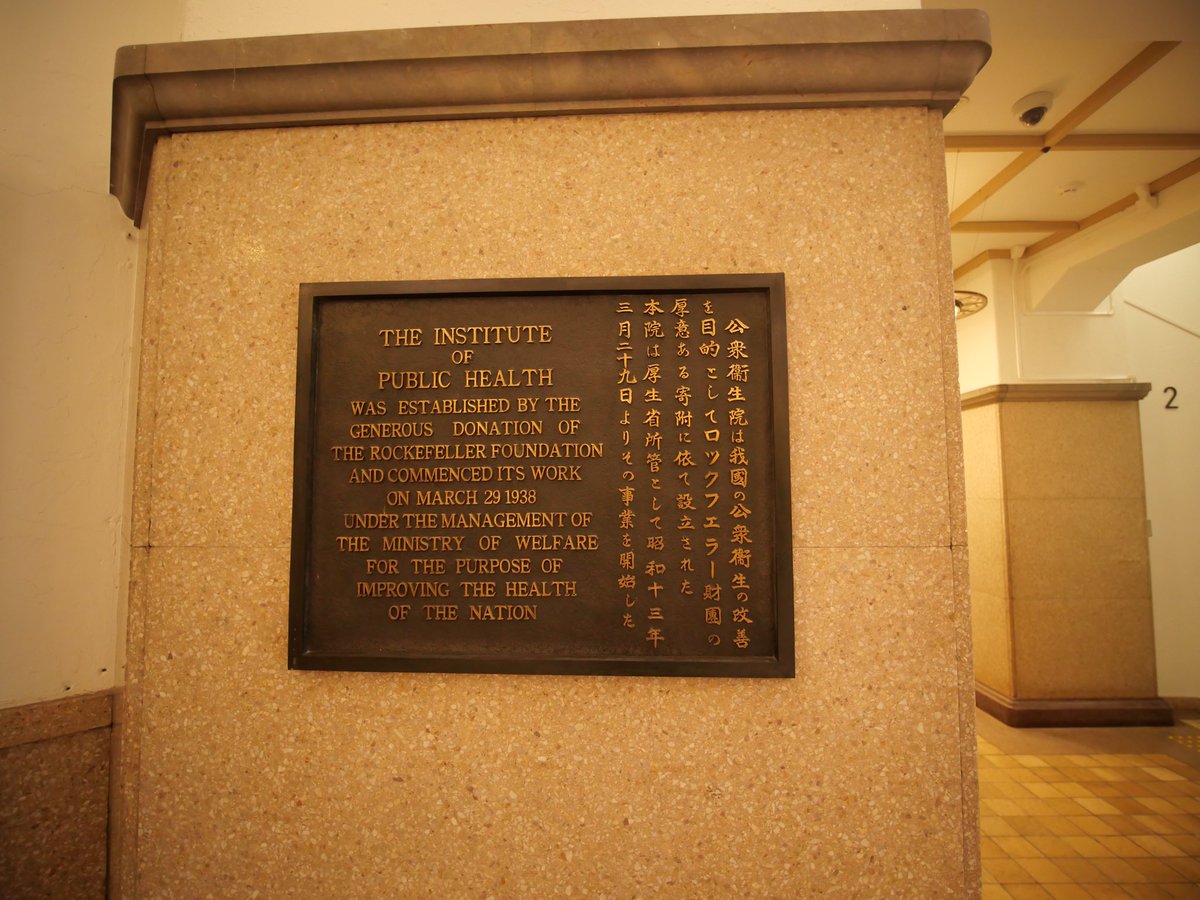 THE INSTITUTE
OF
PUBLIC HEALTH
WAS ESTABLISHED BY THE
GENEROUS DONATION OF
THE ROCKEFELLER FOUNDATION
AND COMMENCED ITS WORK
ON MARCH 29 1938
UNDER THE MANAGEMENT OF
THE MINISTRY OF WELFARE
FOR THE PURPOSE OF
IMPROVING THE HEALTH
OF THE NATION
公衆衞生院は我國の公衆衞生の改善
を目的としてロツクフエラー財團の
厚意ある寄附に依て設立された
本院は厚生省所管として昭和十三年
三月二十九日よりその事業を開始した
2